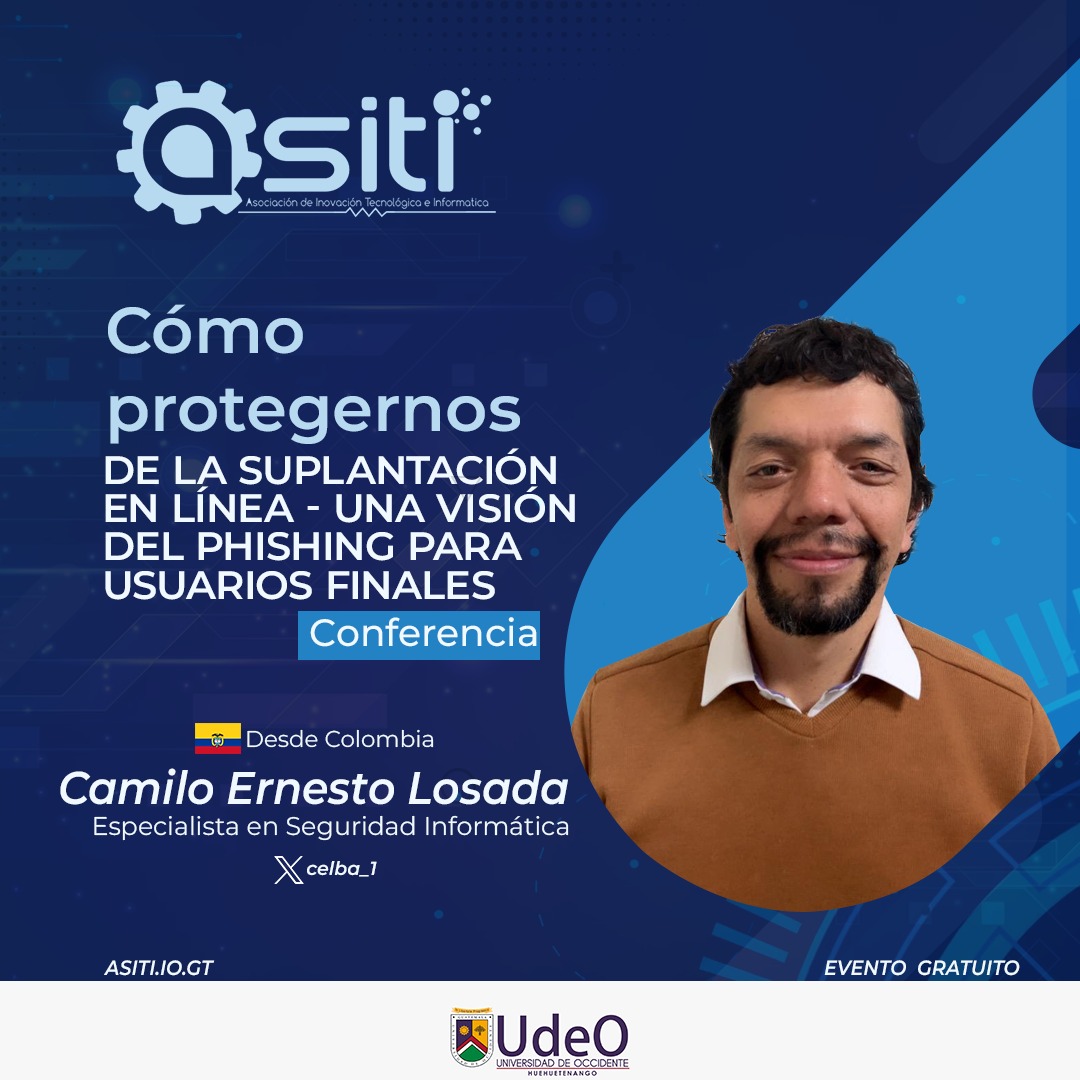 asiti
Asociación de Inovación Tecnológica e Informatica
Cómo
protegernos
DE LA SUPLANTACIÓN
EN LÍNEA - UNA VISIÓN
DEL PHISHING PARA
USUARIOS FINALES
Conferencia
Desde Colombia
Camilo Ernesto Losada
Especialista en Seguridad Informática
X celba_1
ASITI.IO.GT
EVENTO GRATUITO
UdeO
UNIVERSIDAD DE OCCIDENTE
HUEHUETENANGO